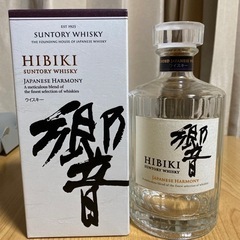 EST 1923
SUNTORY WHISKY
THE FOUNDING HOUSE OF JAPANESE WHISKY
HIBIKI
SUNTORY WHISKY
JAPANESE HARMONY
A meticulous blend of
the finest selection of whiskies.
ウイスキー
響
響
HIBIKI
SUNTORY WHISKY
JAPANESE HARMONY